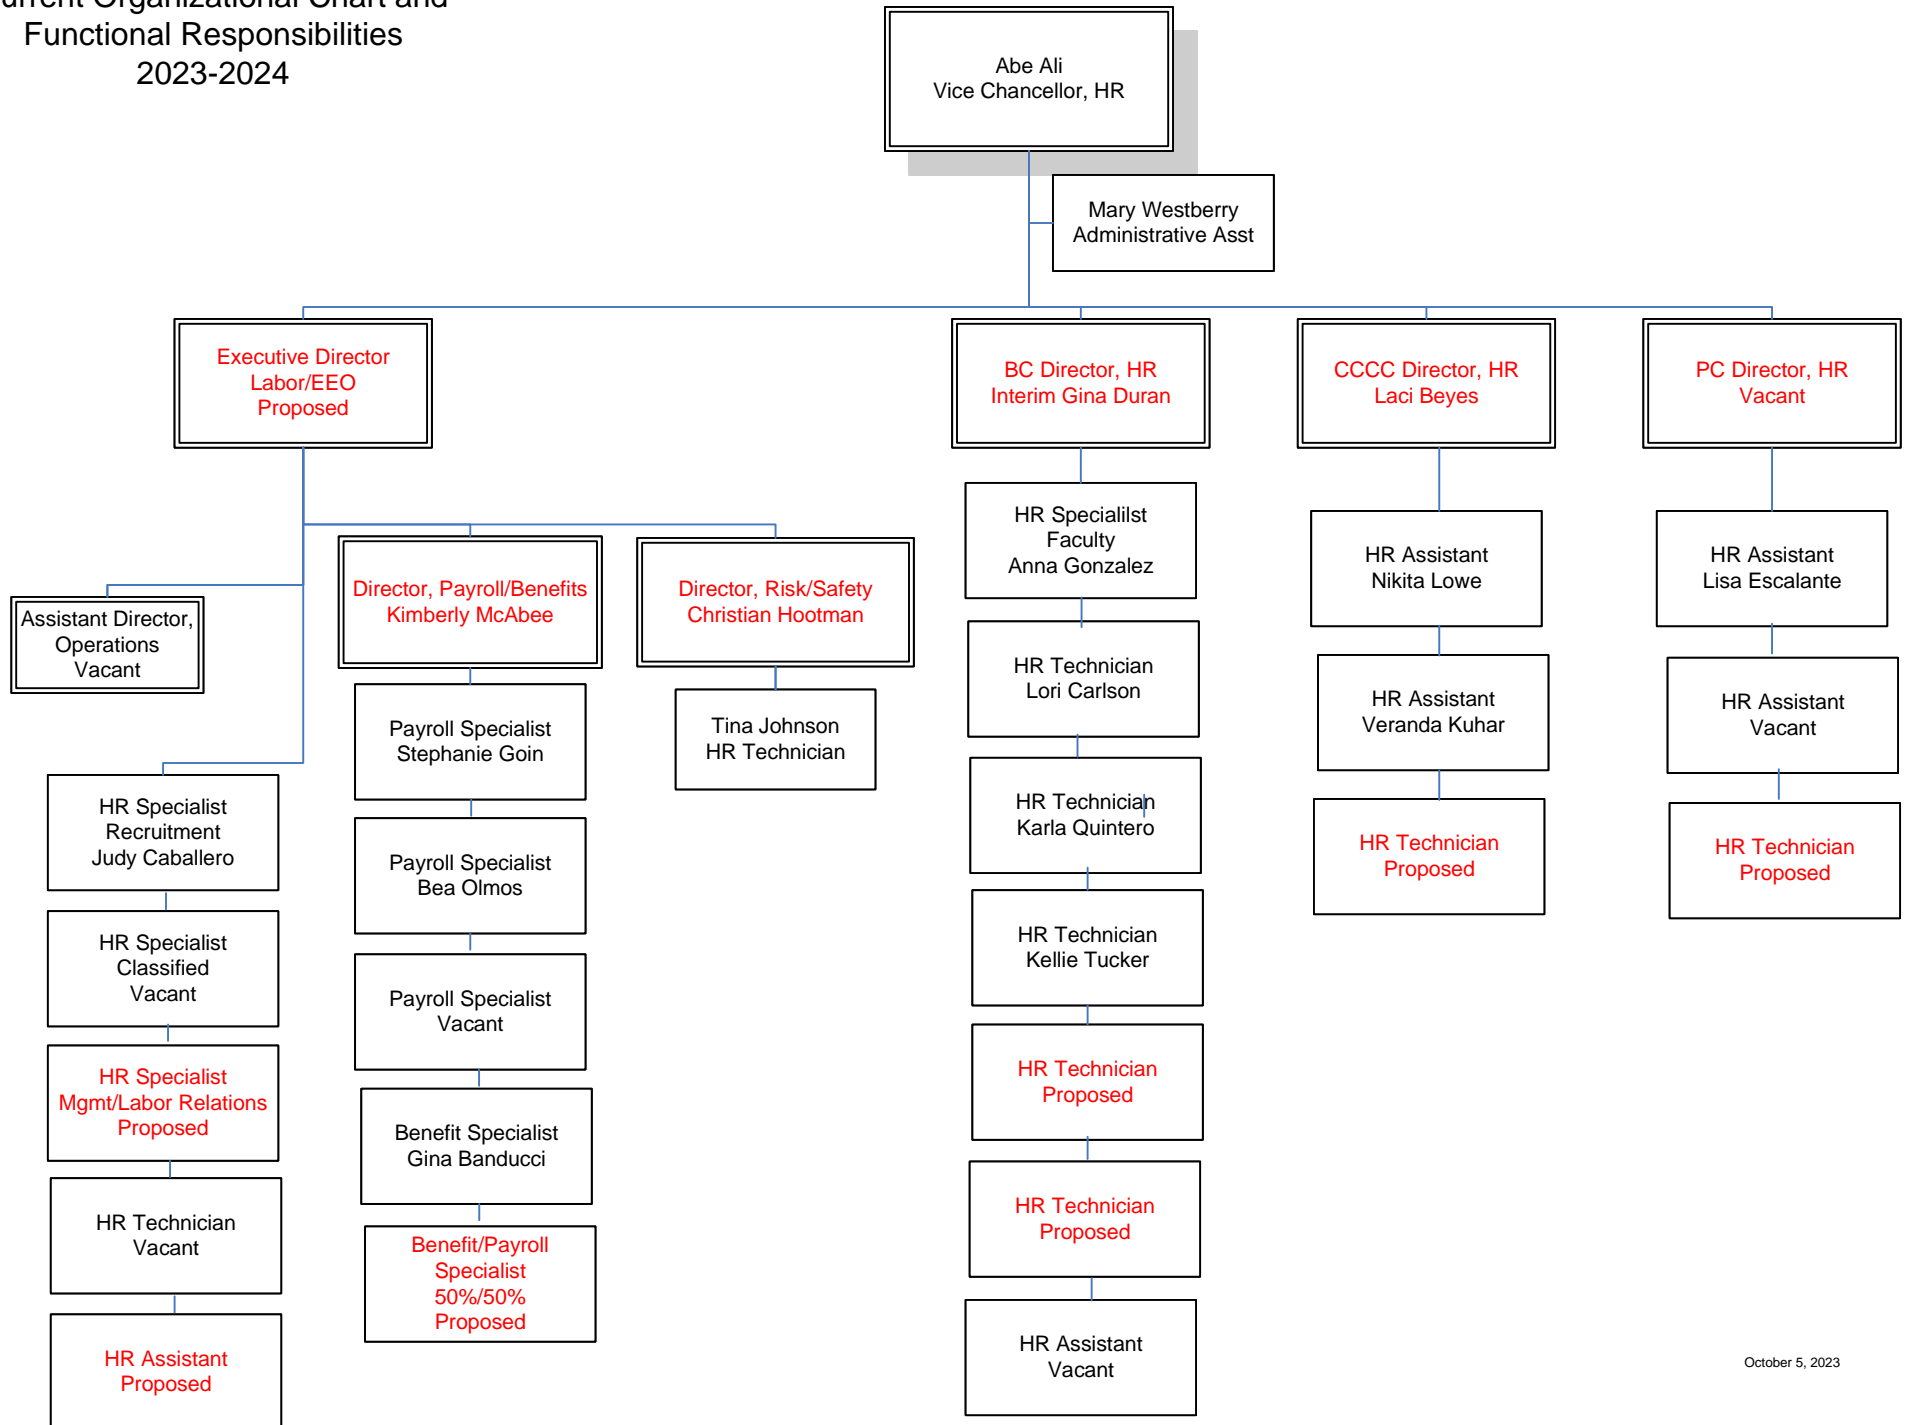 Functional Responsibilities
2023-2024
Abe Ali
Vice Chancellor, HR
Mary Westberry
Administrative Asst
Executive Director
Labor/EEO
Proposed
BC Director, HR
Interim Gina Duran
CCCC Director, HR
Laci Beyes
PC Director, HR
Vacant
Assistant Director,
Operations
Vacant
Director, Payroll/Benefits
Kimberly McAbee
Director, Risk/Safety
Christian Hootman
HR Specialist
Recruitment
Judy Caballero
HR Specialist
Classified
Vacant
HR Specialist
Mgmt/Labor Relations
Proposed
HR Technician
Vacant
HR Assistant
Proposed
Payroll Specialist
Stephanie Goin
Payroll Specialist
Bea Olmos
Payroll Specialist
Vacant
Benefit Specialist
Gina Banducci
Benefit/Payroll
Specialist
50%/50%
Proposed
Tina Johnson
HR Technician
HR Specialilst
Faculty
Anna Gonzalez
HR Technician
Lori Carlson
HR Technician
Karla Quintero
HR Technician
Kellie Tucker
HR Technician
Proposed
HR Technician
Proposed
HR Assistant
Vacant
HR Assistant
Nikita Lowe
HR Assistant
Veranda Kuhar
HR Technician
Proposed
HR Assistant
Lisa Escalante
HR Assistant
Vacant
HR Technician
Proposed
October 5, 2023